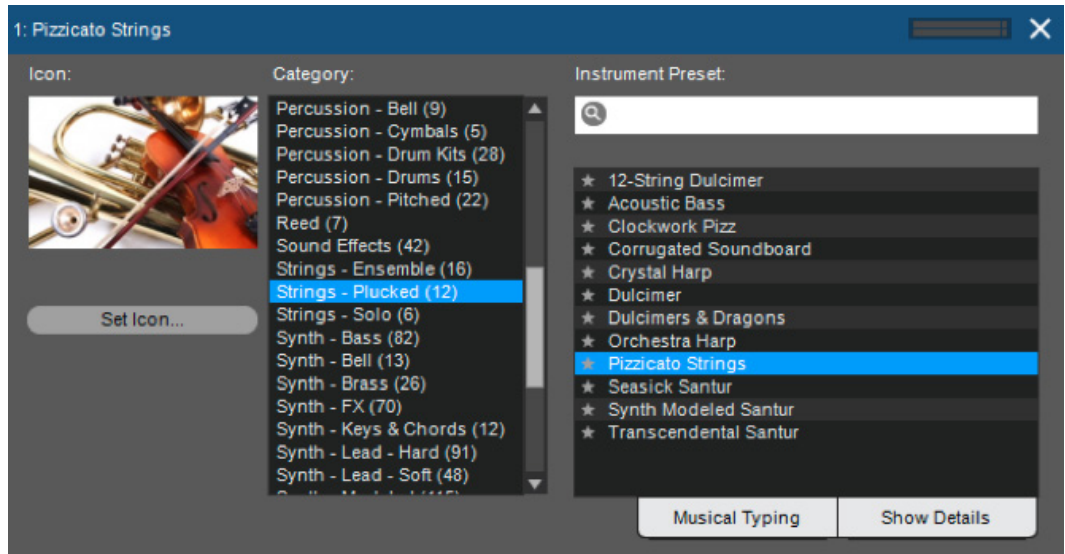 1: Pizzicato Strings
Icon:
Set Icon...
Category:
Percussion - Bell (9)
Percussion - Cymbals (5)
Percussion - Drum Kits (28)
Percussion - Drums (15)
Percussion - Pitched (22)
Reed (7)
Sound Effects (42)
Strings - Ensemble (16)
Strings - Plucked (12)
Strings - Solo (6)
Synth - Bass (82)
Synth - Bell (13)
Synth - Brass (26)
Synth - FX (70)
Synth - Keys & Chords (12)
Synth - Lead - Hard (91)
Synth - Lead - Soft (48)
Instrument Preset:
12-String Dulcimer
Acoustic Bass
Clockwork Pizz
Corrugated Soundboard
Crystal Harp
Dulcimer
Dulcimers & Dragons
Orchestra Harp
Pizzicato Strings
Seasick Santur
Synth Modeled Santur
Transcendental Santur
Musical Typing
Show Details